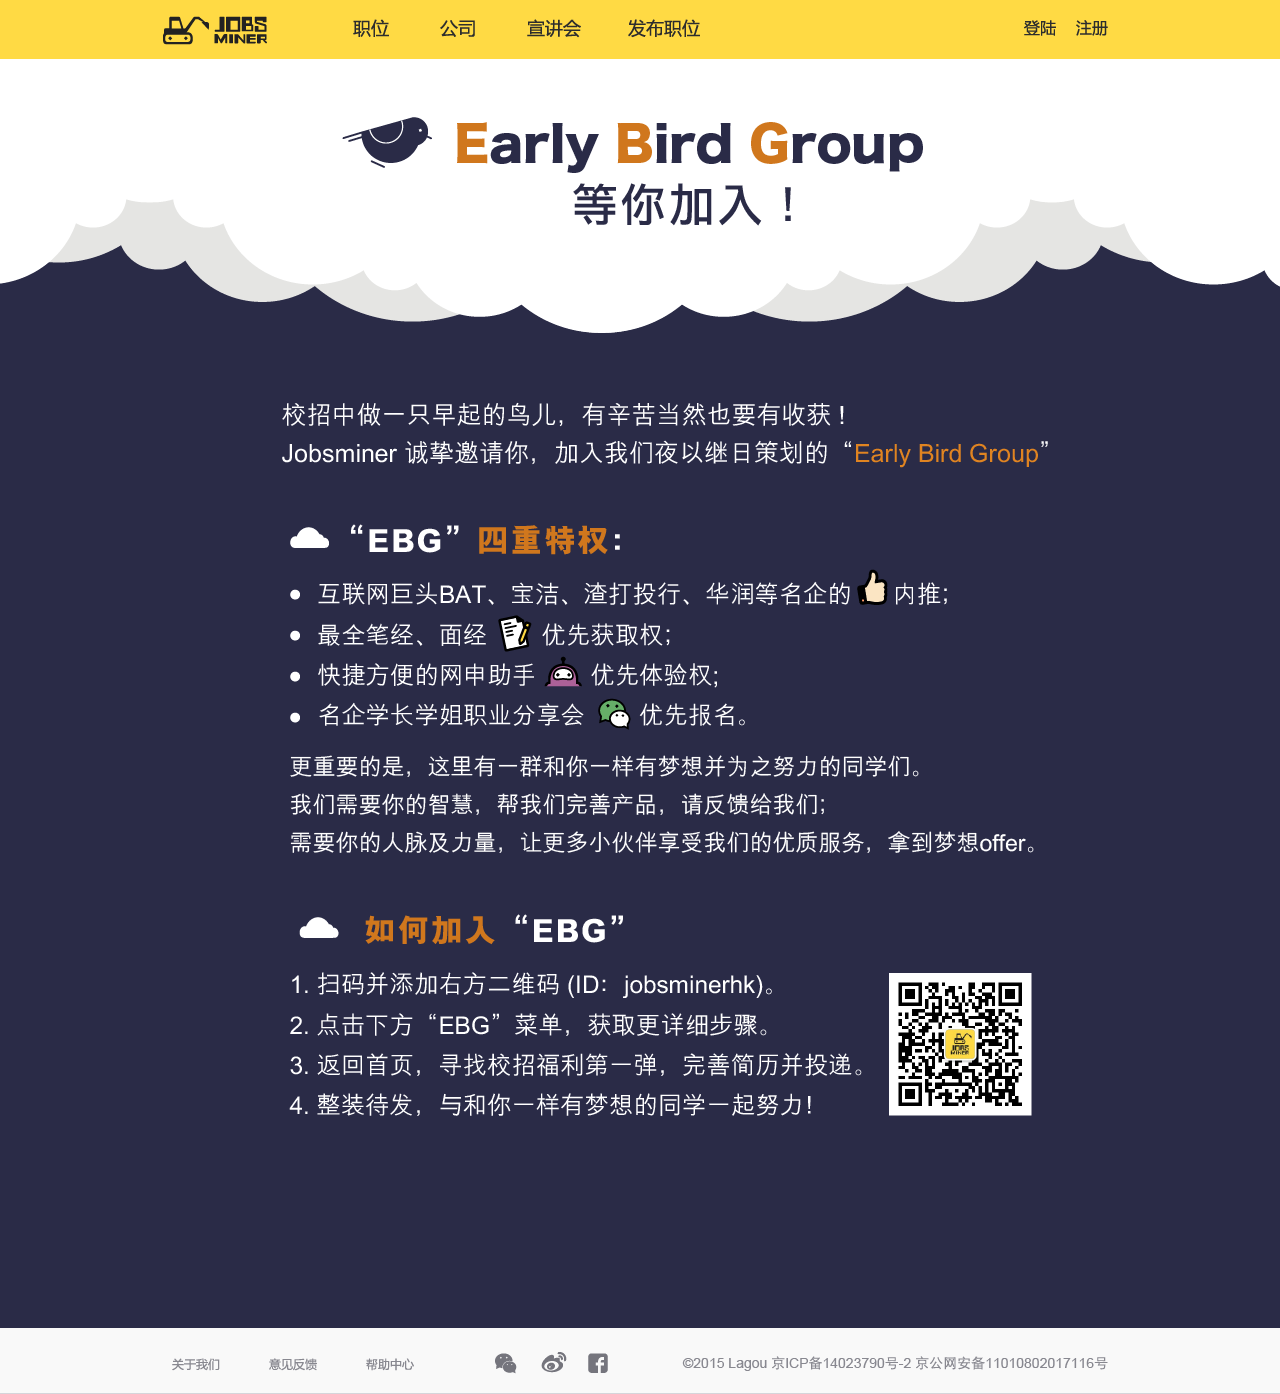 JOBS MINER 职位 公司 宣讲会 发布职位 登陆 注册
Early Bird Group
等你加入！
校招中做一只早起的鸟儿，有辛苦当然也要有收获！
Jobsminer 诚挚邀请你，加入我们夜以继日策划的“Early Bird Group”
“EBG”四重特权：
● 互联网巨头BAT、宝洁、渣打投行、华润等名企的 内推；
● 最全笔经、面经 优先获取权；
● 快捷方便的网申助手 优先体验权；
● 名企学长学姐职业分享会 优先报名。
更重要的是，这里有一群和你一样有梦想并为之努力的同学们。
我们需要你的智慧，帮我们完善产品，请反馈给我们；
需要你的人脉及力量，让更多小伙伴享受我们的优质服务，拿到梦想offer。
如何加入“EBG”
1. 扫码并添加右方二维码 (ID：jobsminerhk)。
2. 点击下方“EBG”菜单，获取更详细步骤。
3. 返回首页，寻找校招福利第一弹，完善简历并投递。
4. 整装待发，与和你一样有梦想的同学一起努力！
JOBS MINER
关于我们 意见反馈 帮助中心 ©2015 Lagou 京ICP备14023790号-2 京公网安备11010802017116号